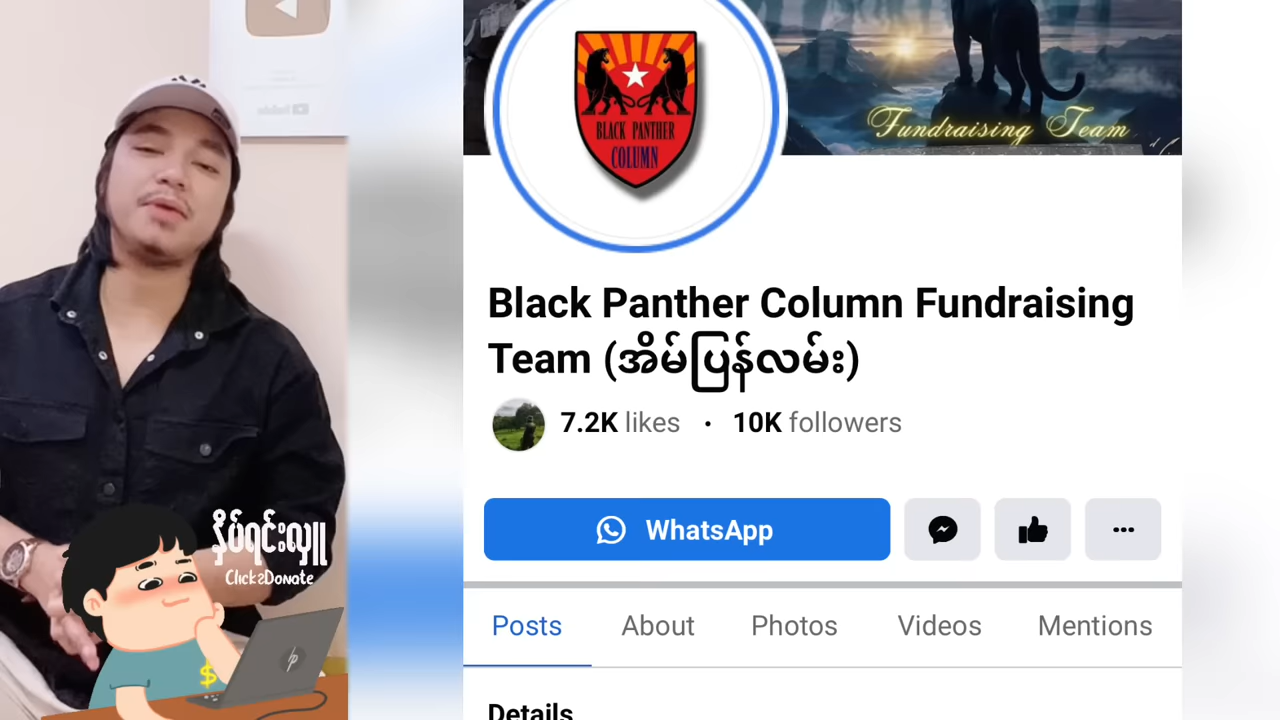 BLACK PANTHER
COLUMN
Fundraising Team
Black Panther Column Fundraising
Team (အိမ်ပြန်လမ်း)
7.2K likes · 10K followers
WhatsApp
Posts About Photos Videos Mentions
Details
နှိပ်ရင်းလှူ
Click2Donate
hp
$